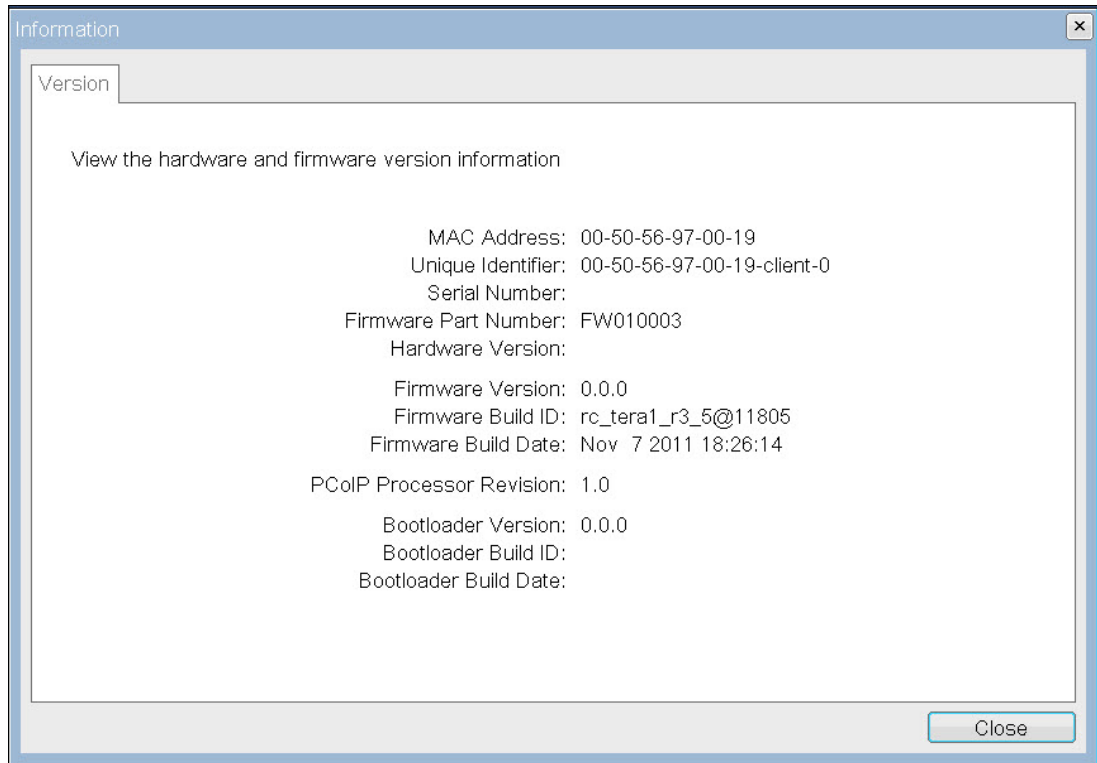 Information
Version
View the hardware and firmware version information
MAC Address: 00-50-56-97-00-19
Unique Identifier: 00-50-56-97-00-19-client-0
Serial Number:
Firmware Part Number: FW010003
Hardware Version:
Firmware Version: 0.0.0
Firmware Build ID: rc_tera1_r3_5@11805
Firmware Build Date: Nov  7 2011 18:26:14
PCoIP Processor Revision: 1.0
Bootloader Version: 0.0.0
Bootloader Build ID:
Bootloader Build Date:
Close